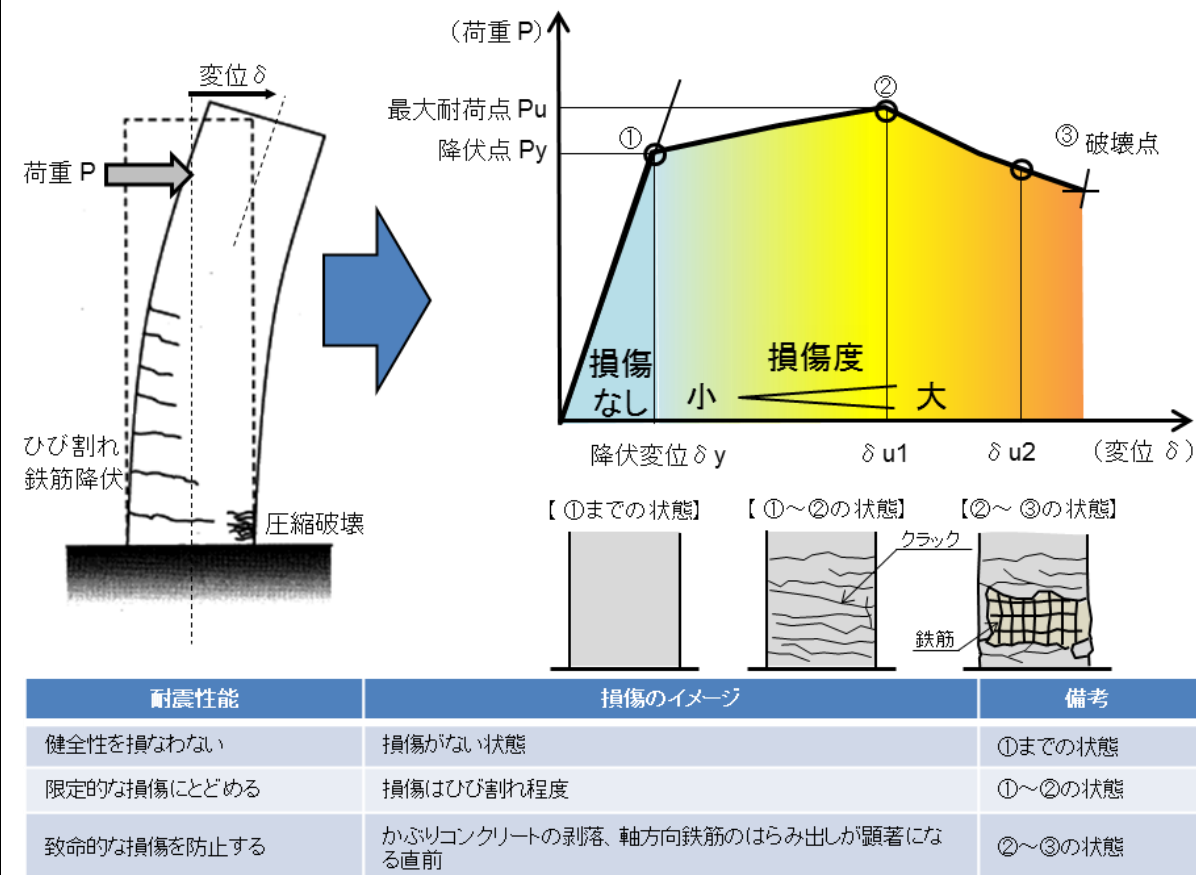 変位δ
荷重 P
ひび割れ
鉄筋降伏
圧縮破壊
（荷重 P）
最大耐荷点 Pu
降伏点 Py
①
②
③ 破壊点
損傷
なし
損傷度
小
大
降伏変位δy
δu1
δu2
（変位 δ）
【①までの状態】
【①～②の状態】
【②～③の状態】
クラック
鉄筋
耐震性能
損傷のイメージ
備考
健全性を損なわない
損傷がない状態
①までの状態
限定的な損傷にとどめる
損傷はひび割れ程度
①～②の状態
致命的な損傷を防止する
かぶりコンクリートの剥落、軸方向鉄筋のはらみ出しが顕著にな
る直前
②～③の状態